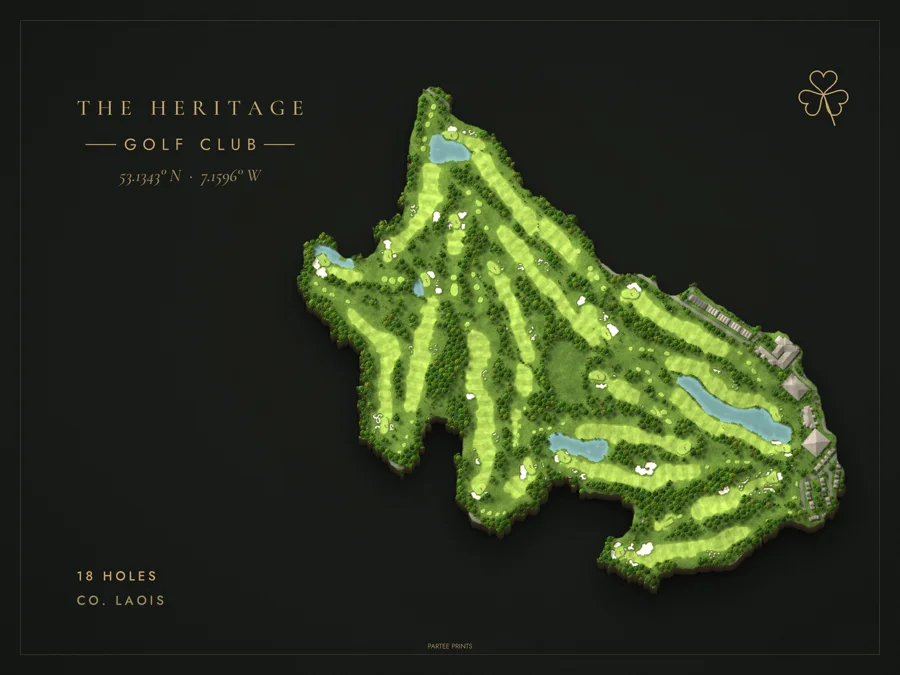 THE HERITAGE
GOLF CLUB
53.1343° N · 7.1596° W
18 HOLES
CO. LAOIS
PARTEE PRINTS